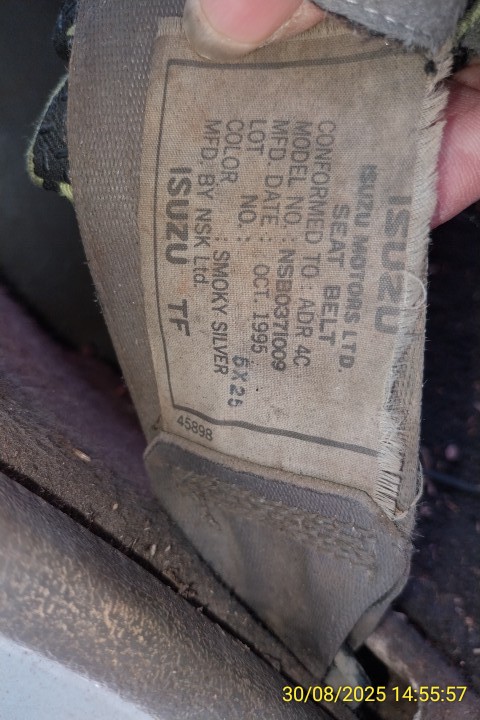 ISUZU
ISUZU MOTORS LTD.
SEAT BELT
CONFORMED TO : ADR 4C
MODEL NO. : NSB037I009
MFD. DATE : OCT. 1995
LOT NO. : 5X25
COLOR : SMOKY SILVER
MFD. BY NSK Ltd.
ISUZU TF
45898
30/08/2025 14:55:57